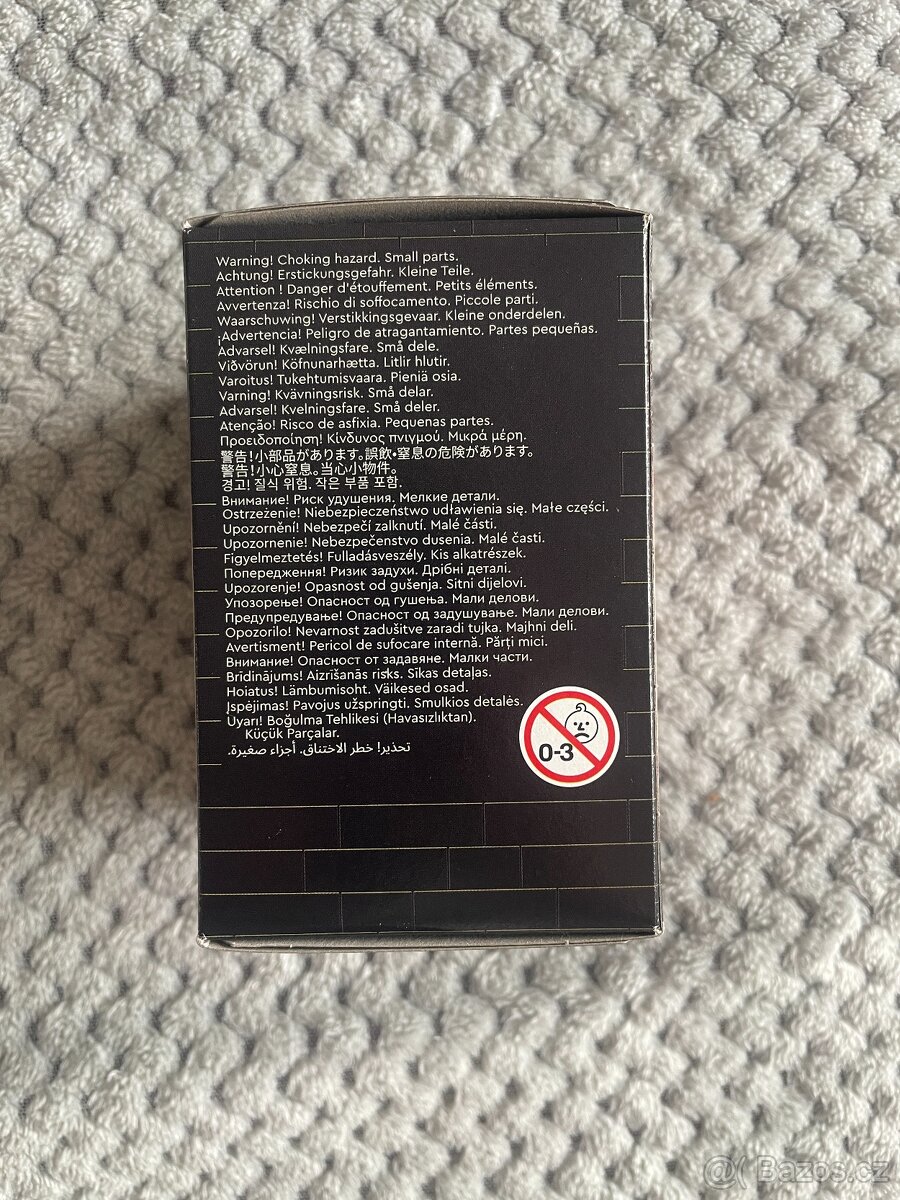 Warning! Choking hazard. Small parts.
Achtung! Erstickungsgefahr. Kleine Teile.
Attention ! Danger d'étouffement. Petits éléments.
Avvertenza! Rischio di soffocamento. Piccole parti.
Waarschuwing! Verstikkingsgevaar. Kleine onderdelen.
¡Advertencia! Peligro de atragantamiento. Partes pequeñas.
Advarsel! Kvælningsfare. Små dele.
Viðvörun! Köfnunarhætta. Litlir hlutir.
Varoitus! Tukehtumisvaara. Pieniä osia.
Varning! Kvävningsrisk. Små delar.
Advarsel! Kvelningsfare. Små deler.
Atenção! Risco de asfixia. Pequenas partes.
Προειδοποίηση! Κίνδυνος πνιγμού. Μικρά μέρη.
警告!小部品があります。誤飲・窒息の危険があります。
警告!小心窒息。当心小物件。
경고! 질식 위험. 작은 부품 포함.
Внимание! Риск удушения. Мелкие детали.
Ostrzeżenie! Niebezpieczeństwo udławienia się. Małe części.
Upozornění! Nebezpečí zalknutí. Malé části.
Upozornenie! Nebezpečenstvo dusenia. Malé časti.
Figyelmeztetés! Fulladásveszély. Kis alkatrészek.
Попередження! Ризик задухи. Дрібні деталі.
Upozorenje! Opasnost od gušenja. Sitni dijelovi.
Упозорење! Опасност од гушења. Мали делови.
Предупредување! Опасност од задушување. Мали делови.
Opozorilo! Nevarnost zadušitve zaradi tujka. Majhni deli.
Avertisment! Pericol de sufocare internă. Părți mici.
Внимание! Опасност от задавяне. Малки части.
Brīdinājums! Aizrīšanās risks. Sīkas detaļas.
Hoiatus! Lämbumisoht. Väikesed osad.
Įspėjimas! Pavojus užspringti. Smulkios detalės.
Uyarı! Boğulma Tehlikesi (Havasızlıktan).
Küçük Parçalar.
تحذير! خطر الاختناق. أجزاء صغيرة.
0-3
@( Bazos.cz